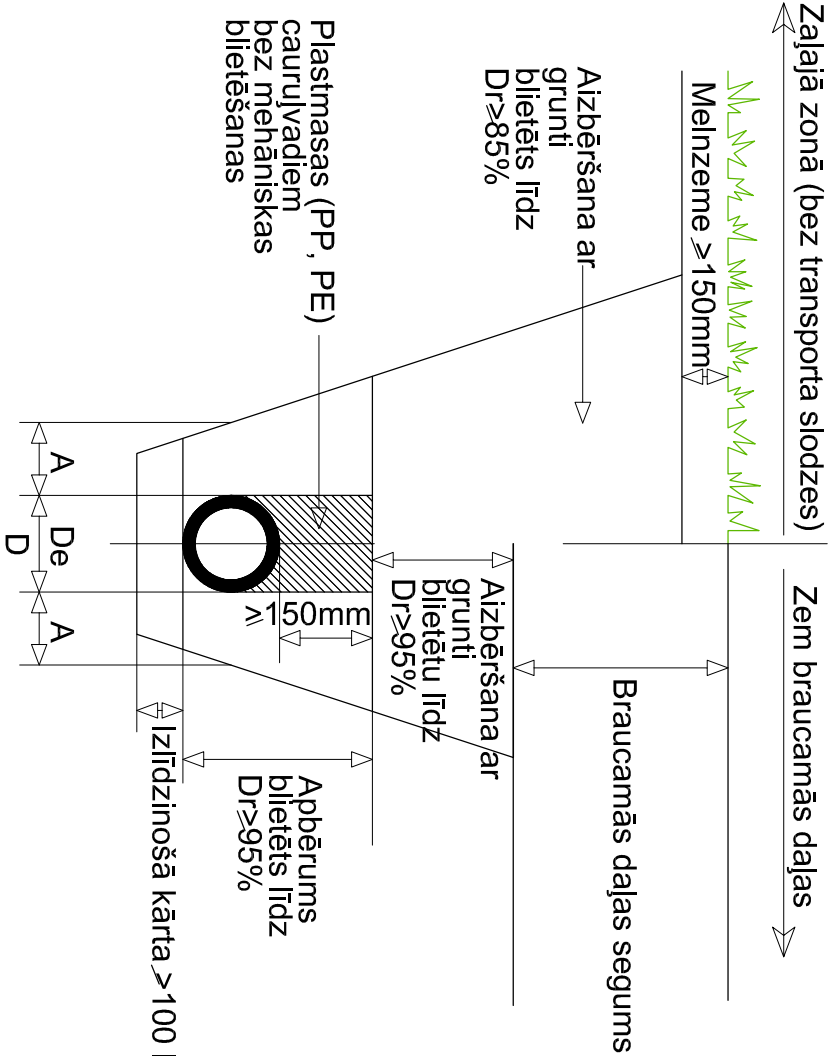 Zaļajā zonā (bez transporta slodzes)
Zem braucamās daļas
Melnzeme ≥150mm
Braucamās daļas segums
Aizbēršana ar
grunti
blietēts līdz
Dr≥85%
Aizbēršana ar
grunti
blietētu līdz
Dr≥95%
Plastmasas (PP, PE)
cauruļvadiem
bez mehāniskas
blietēšanas
≥150mm
Apbērums
blietēts līdz
Dr≥95%
Izlīdzinošā kārta ≥100
A
De
A
D